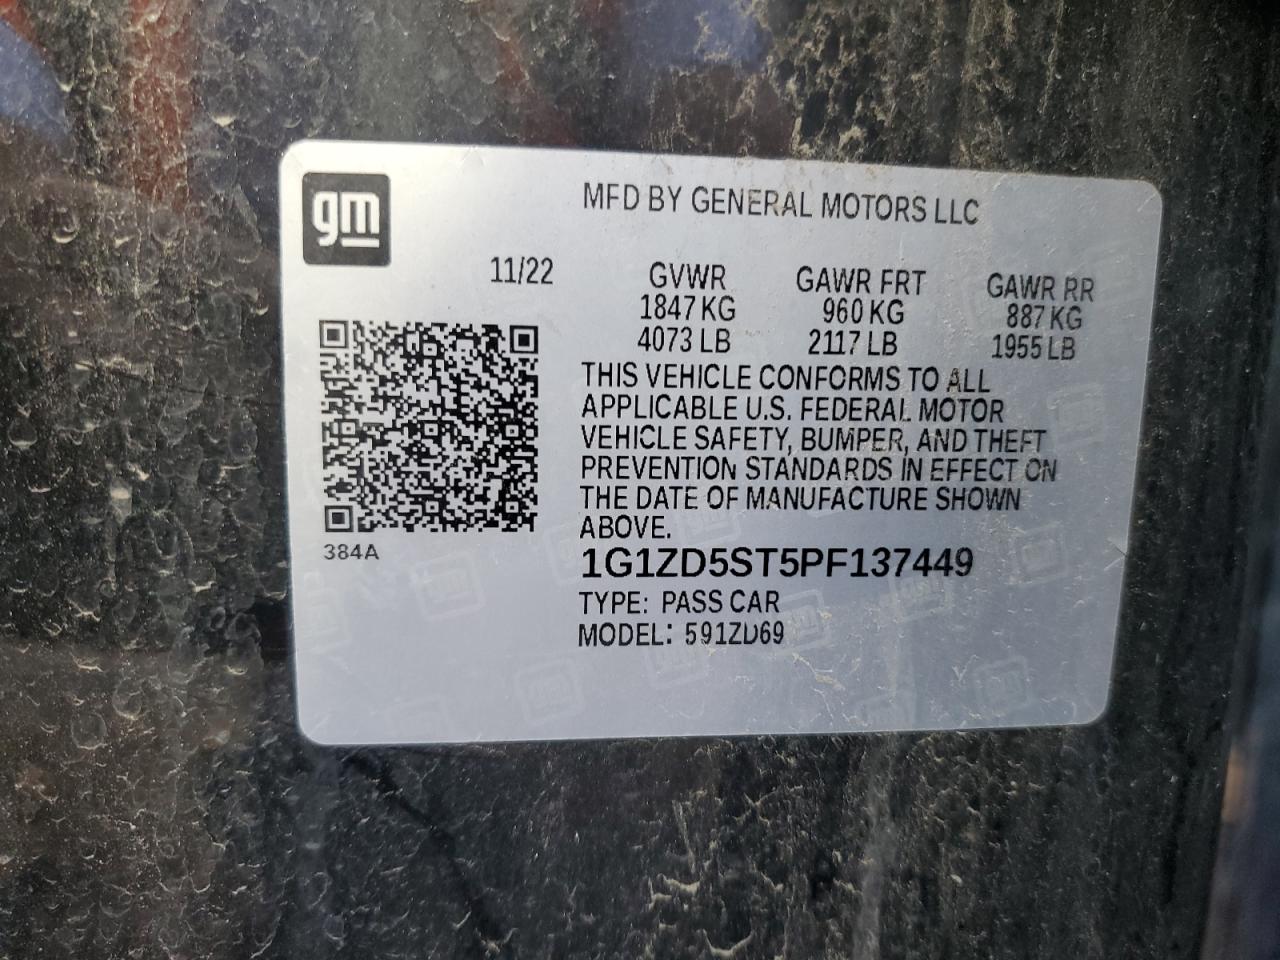 gm
MFD BY GENERAL MOTORS LLC
11/22
GVWR GAWR FRT GAWR RR
1847 KG 960 KG 887 KG
4073 LB 2117 LB 1955 LB
THIS VEHICLE CONFORMS TO ALL
APPLICABLE U.S. FEDERAL MOTOR
VEHICLE SAFETY, BUMPER, AND THEFT
PREVENTION STANDARDS IN EFFECT ON
THE DATE OF MANUFACTURE SHOWN
ABOVE.
384A
1G1ZD5ST5PF137449
TYPE: PASS CAR
MODEL: 591ZD69